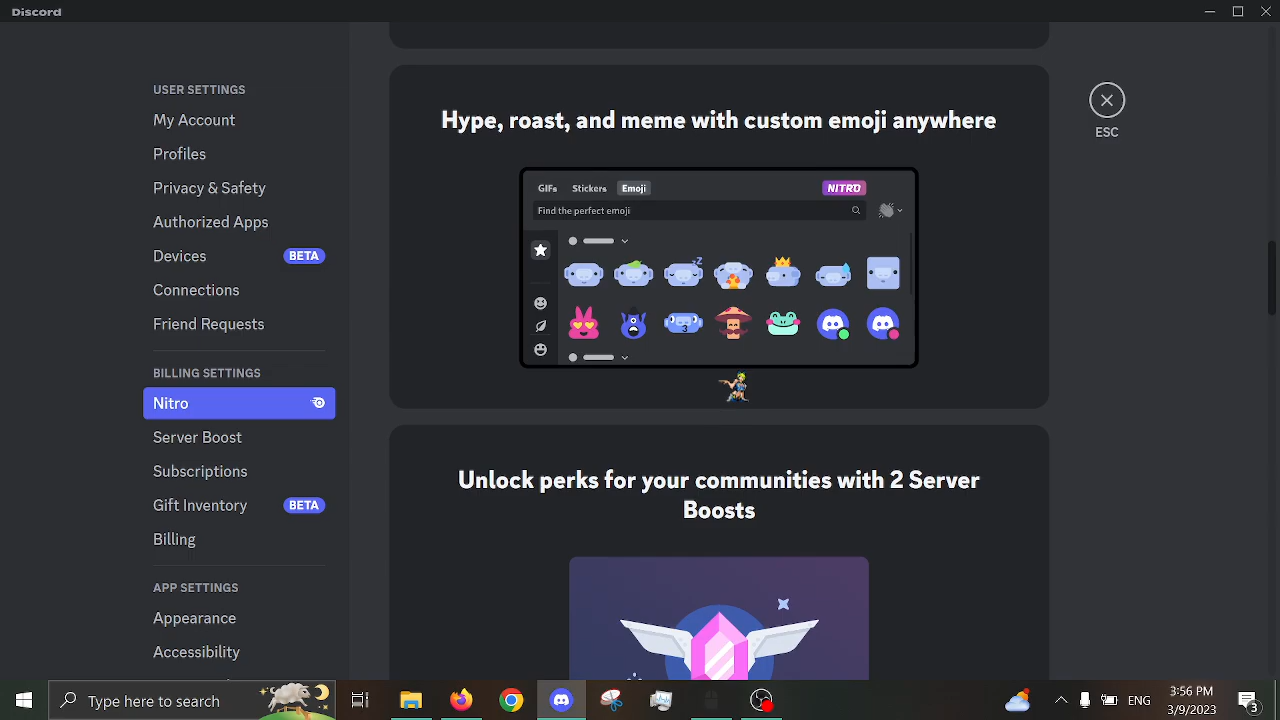 Discord
USER SETTINGS
My Account
Profiles
Privacy & Safety
Authorized Apps
Devices BETA
Connections
Friend Requests
BILLING SETTINGS
Nitro
Server Boost
Subscriptions
Gift Inventory BETA
Billing
APP SETTINGS
Appearance
Accessibility
Hype, roast, and meme with custom emoji anywhere
GIFs Stickers Emoji NITRO
Find the perfect emoji
Unlock perks for your communities with 2 Server
Boosts
ESC
Type here to search
ENG
3:56 PM
3/9/2023
3